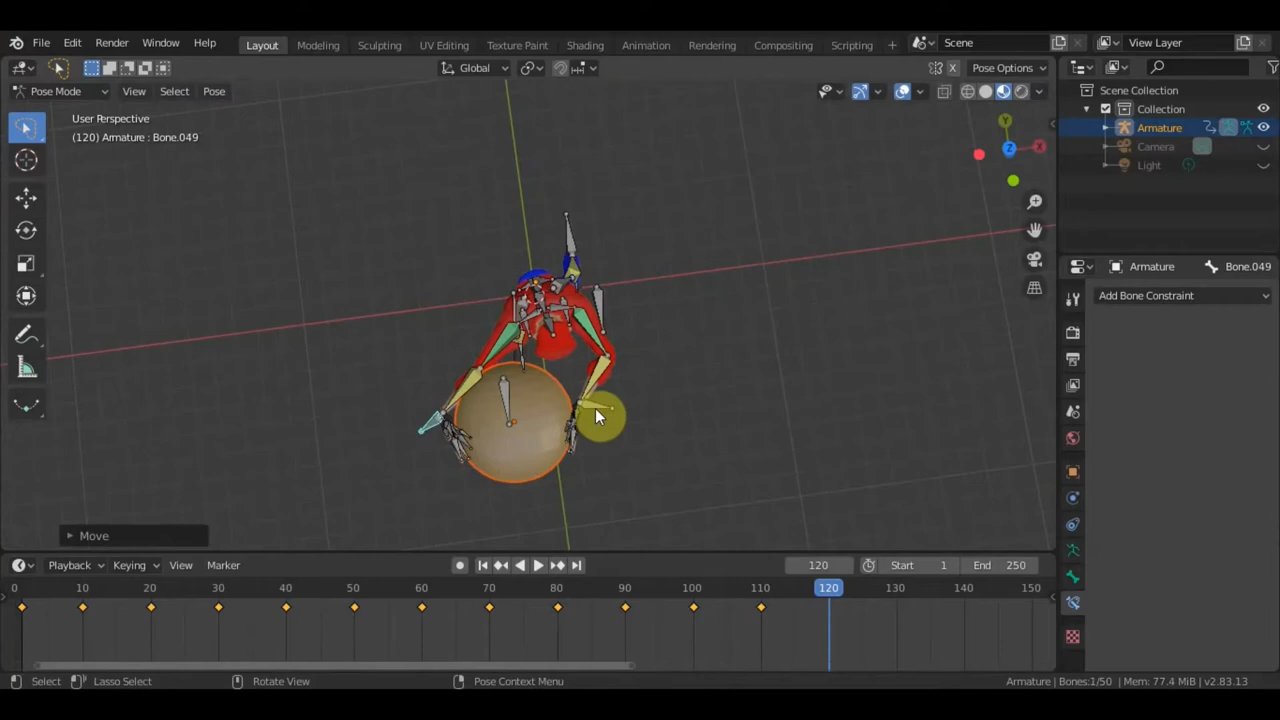 File Edit Render Window Help Layout Modeling Sculpting UV Editing Texture Paint Shading Animation Rendering Compositing Scripting Scene View Layer
Global X Pose Options
Pose Mode View Select Pose
Scene Collection
Collection
Armature
Camera
Light
User Perspective
(120) Armature : Bone.049
Y
Z
X
Armature Bone.049
Add Bone Constraint
Move
Playback Keying View Marker 120 Start 1 End 250
0 10 20 30 40 50 60 70 80 90 100 110 120 130 140 150
Select Lasso Select Rotate View Pose Context Menu Armature | Bones:1/50 | Mem: 77.4 MiB | v2.83.13